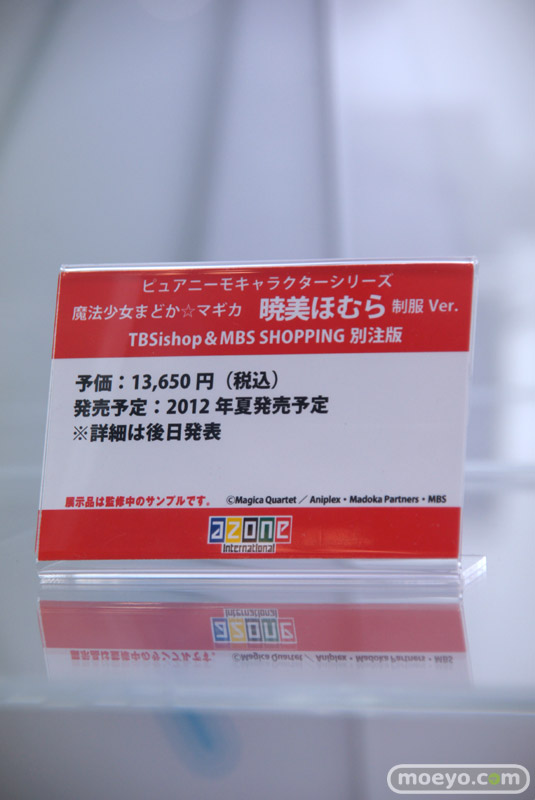 ピュアニーモキャラクターシリーズ
魔法少女まどか☆マギカ 暁美ほむら 制服 Ver.
TBSishop & MBS SHOPPING 別注版
予価：13,650 円（税込）
発売予定：2012 年夏発売予定
※詳細は後日発表
展示品は監修中のサンプルです。 ©Magica Quartet ／ Aniplex・Madoka Partners・MBS
azone
International
moeyo.com